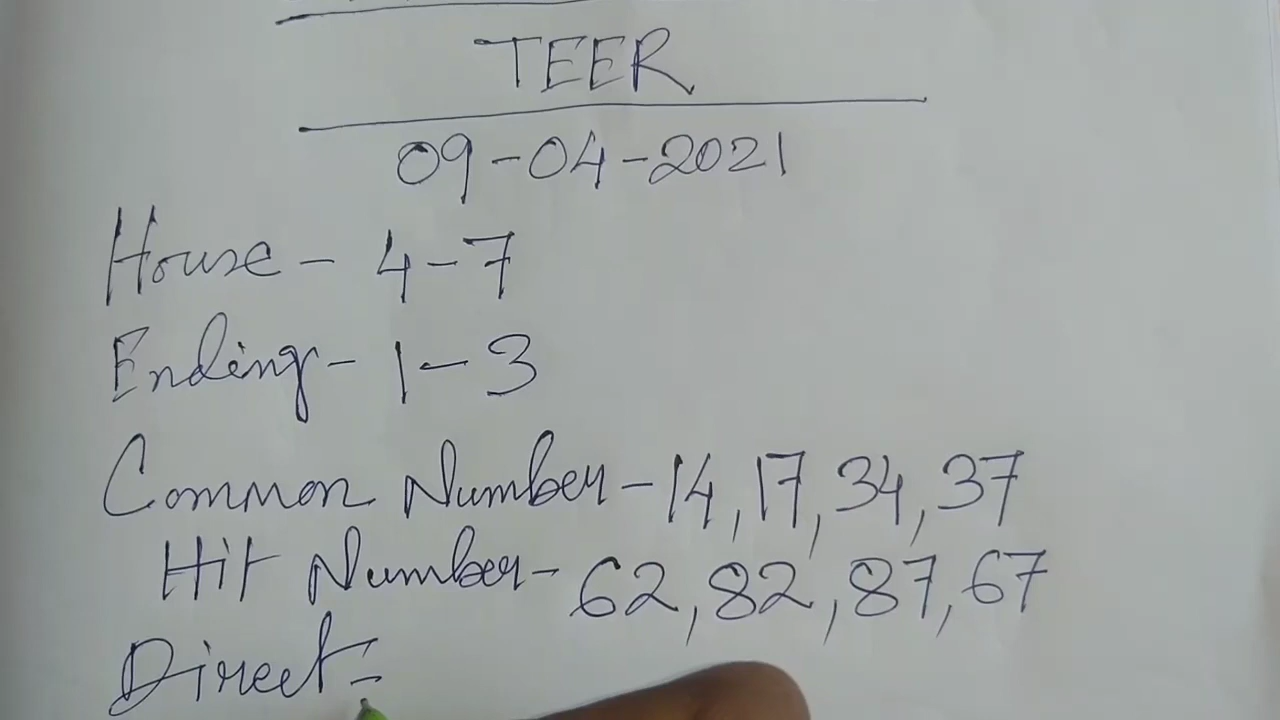 TEER
09-04-2021
House - 4-7
Ending - 1-3
Common Number - 14, 17, 34, 37
Hit Number - 62, 82, 87, 67
Direct =